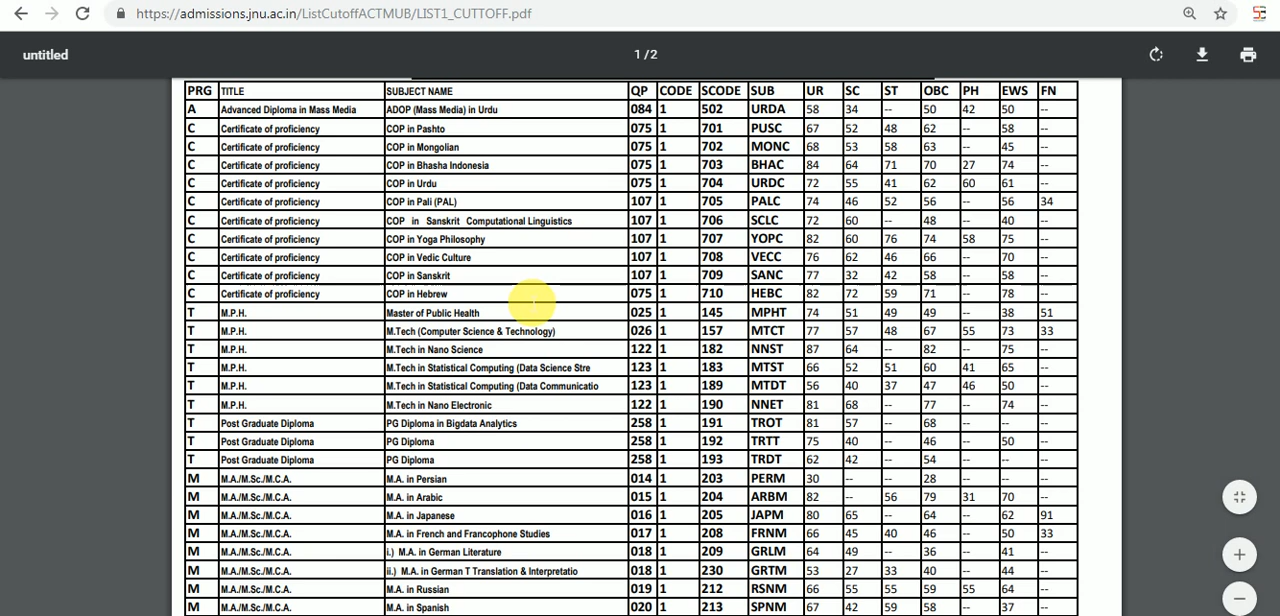 https://admissions.jnu.ac.in/ListCutoffACTMUB/LIST1_CUTTOFF.pdf
untitled 1 / 2
PRG TITLE SUBJECT NAME QP CODE SCODE SUB UR SC ST OBC PH EWS FN
A Advanced Diploma in Mass Media ADOP (Mass Media) in Urdu 084 1 502 URDA 58 34 -- 50 42 50 --
C Certificate of proficiency COP in Pashto 075 1 701 PUSC 67 52 48 62 -- 58 --
C Certificate of proficiency COP in Mongolian 075 1 702 MONC 68 53 58 63 -- 45 --
C Certificate of proficiency COP in Bhasha Indonesia 075 1 703 BHAC 84 64 71 70 27 74 --
C Certificate of proficiency COP in Urdu 075 1 704 URDC 72 55 41 62 60 61 --
C Certificate of proficiency COP in Pali (PAL) 107 1 705 PALC 74 46 52 56 -- 56 34
C Certificate of proficiency COP in Sanskrit Computational Linguistics 107 1 706 SCLC 72 60 -- 48 -- 40 --
C Certificate of proficiency COP in Yoga Philosophy 107 1 707 YOPC 82 60 76 74 58 75 --
C Certificate of proficiency COP in Vedic Culture 107 1 708 VECC 76 62 46 66 -- 70 --
C Certificate of proficiency COP in Sanskrit 107 1 709 SANC 77 32 42 58 -- 58 --
C Certificate of proficiency COP in Hebrew 075 1 710 HEBC 82 72 59 71 -- 78 --
T M.P.H. Master of Public Health 025 1 145 MPHT 74 51 49 49 -- 38 51
T M.P.H. M.Tech (Computer Science & Technology) 026 1 157 MTCT 77 57 48 67 55 73 33
T M.P.H. M.Tech in Nano Science 122 1 182 NNST 87 64 -- 82 -- 75 --
T M.P.H. M.Tech in Statistical Computing (Data Science Stre 123 1 183 MTST 66 52 51 60 41 65 --
T M.P.H. M.Tech in Statistical Computing (Data Communicatio 123 1 189 MTDT 56 40 37 47 46 50 --
T M.P.H. M.Tech in Nano Electronic 122 1 190 NNET 81 68 -- 77 -- 74 --
T Post Graduate Diploma PG Diploma in Bigdata Analytics 258 1 191 TROT 81 57 -- 68 -- -- --
T Post Graduate Diploma PG Diploma 258 1 192 TRTT 75 40 -- 46 -- 50 --
T Post Graduate Diploma PG Diploma 258 1 193 TRDT 62 42 -- 54 -- -- --
M M.A./M.Sc./M.C.A. M.A. in Persian 014 1 203 PERM 30 -- -- 28 -- -- --
M M.A./M.Sc./M.C.A. M.A. in Arabic 015 1 204 ARBM 82 -- 56 79 31 70 --
M M.A./M.Sc./M.C.A. M.A. in Japanese 016 1 205 JAPM 80 65 -- 64 -- 62 91
M M.A./M.Sc./M.C.A. M.A. in French and Francophone Studies 017 1 208 FRNM 66 45 40 46 -- 50 33
M M.A./M.Sc./M.C.A. i.) M.A. in German Literature 018 1 209 GRLM 64 49 -- 36 -- 41 --
M M.A./M.Sc./M.C.A. ii.) M.A. in German T Translation & Interpretatio 018 1 230 GRTM 53 27 33 40 -- 44 --
M M.A./M.Sc./M.C.A. M.A. in Russian 019 1 212 RSNM 66 55 55 59 55 64 --
M M.A./M.Sc./M.C.A. M.A. in Spanish 020 1 213 SPNM 67 42 59 58 -- 37 --